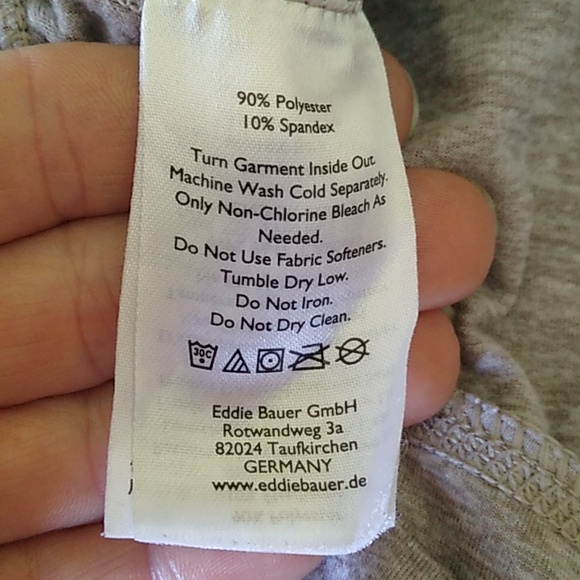 90% Polyester
10% Spandex
Turn Garment Inside Out.
Machine Wash Cold Separately.
Only Non-Chlorine Bleach As
Needed.
Do Not Use Fabric Softeners.
Tumble Dry Low.
Do Not Iron.
Do Not Dry Clean.
30C
Eddie Bauer GmbH
Rotwandweg 3a
82024 Taufkirchen
GERMANY
www.eddiebauer.de